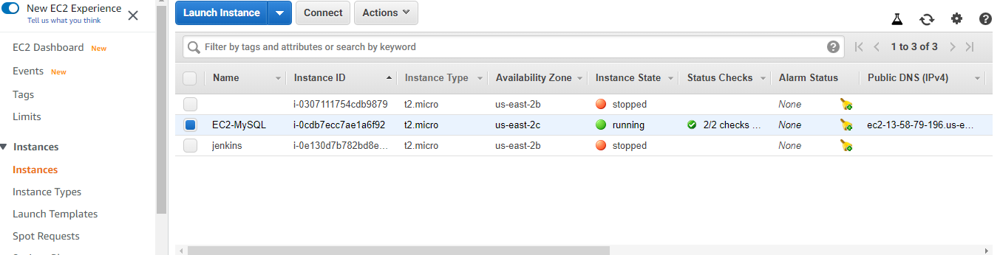 New EC2 Experience
Tell us what you think
EC2 Dashboard New
Events New
Tags
Limits
Instances
Instances
Instance Types
Launch Templates
Spot Requests
Launch Instance Connect Actions
Filter by tags and attributes or search by keyword 1 to 3 of 3
Name Instance ID Instance Type Availability Zone Instance State Status Checks Alarm Status Public DNS (IPv4)
i-0307111754cdb9879 t2.micro us-east-2b stopped None
EC2-MySQL i-0cdb7ecc7ae1a6f92 t2.micro us-east-2c running 2/2 checks ... None ec2-13-58-79-196.us-e...
jenkins i-0e130d7b782bd8e... t2.micro us-east-2b stopped None